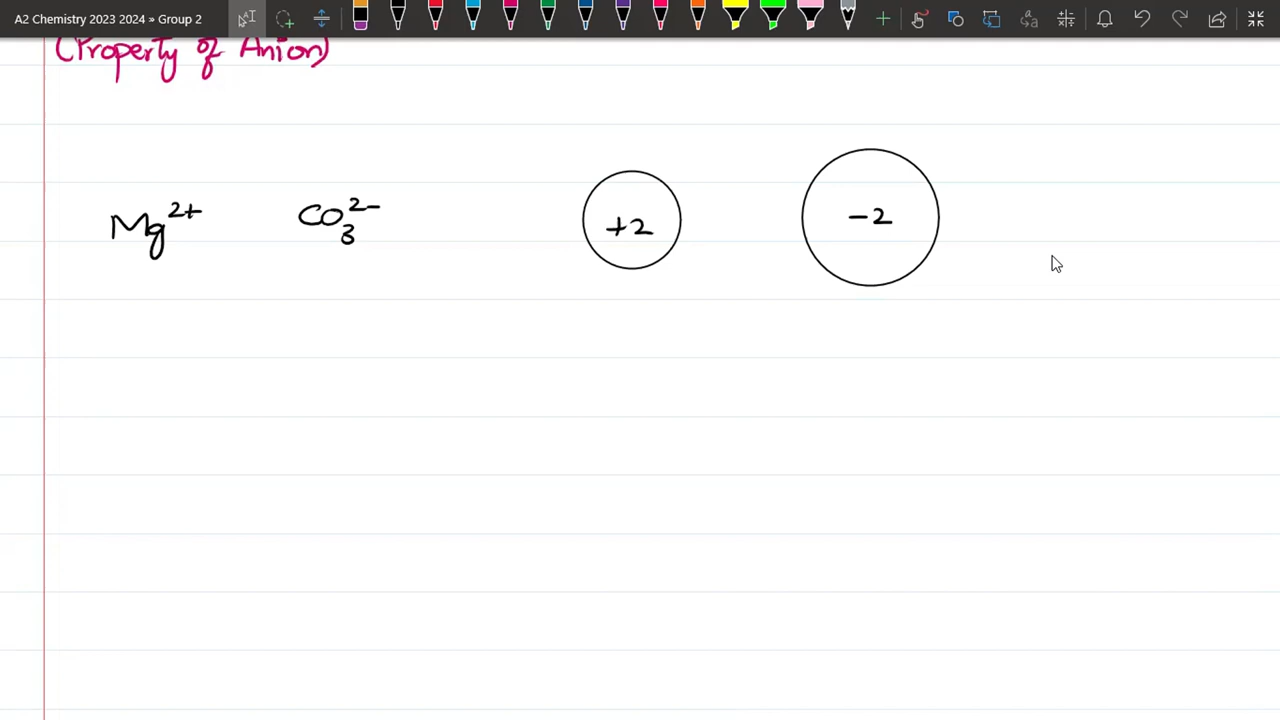 A2 Chemistry 2023 2024 » Group 2
(Property of Anion)
Mg²⁺ CO₃²⁻ +2 −2